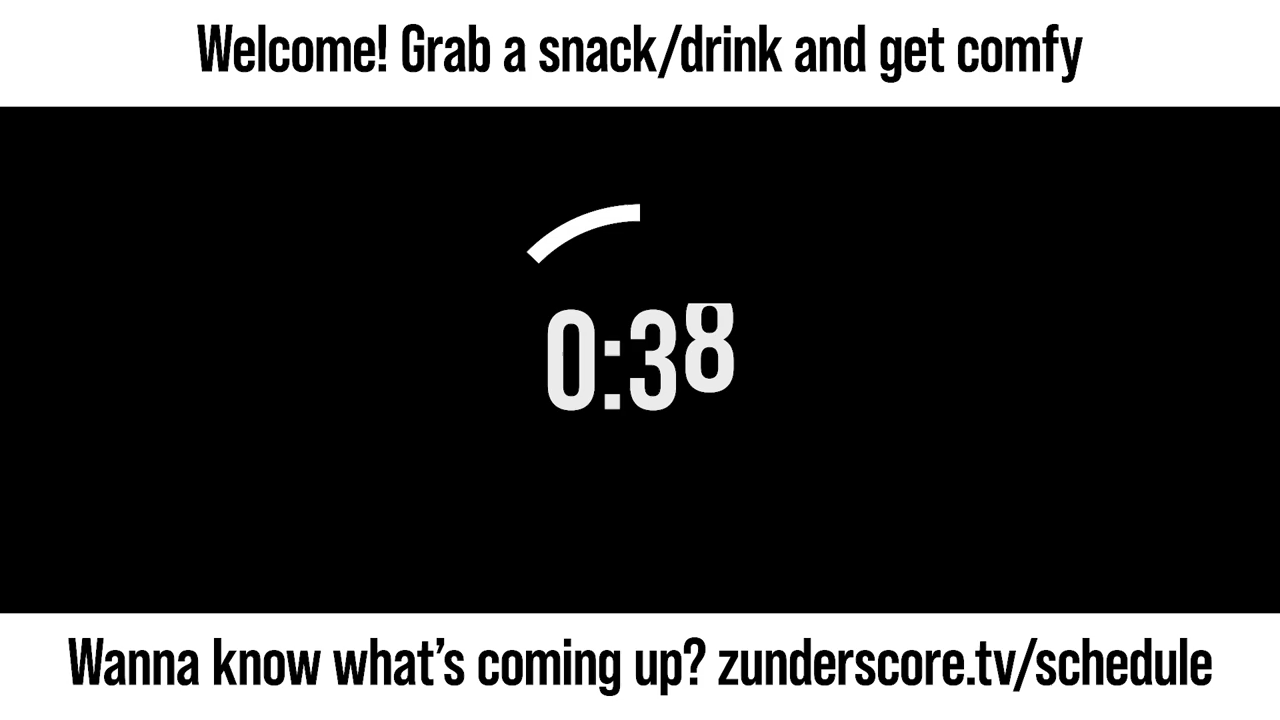 Welcome! Grab a snack/drink and get comfy
0:38
Wanna know what’s coming up? zunderscore.tv/schedule